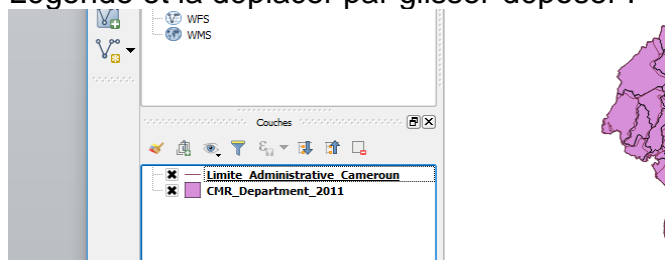 Légende et la déplacer par glisser-déposer :
WFS
WMS
Couches
Limite_Administrative_Cameroun
CMR_Department_2011